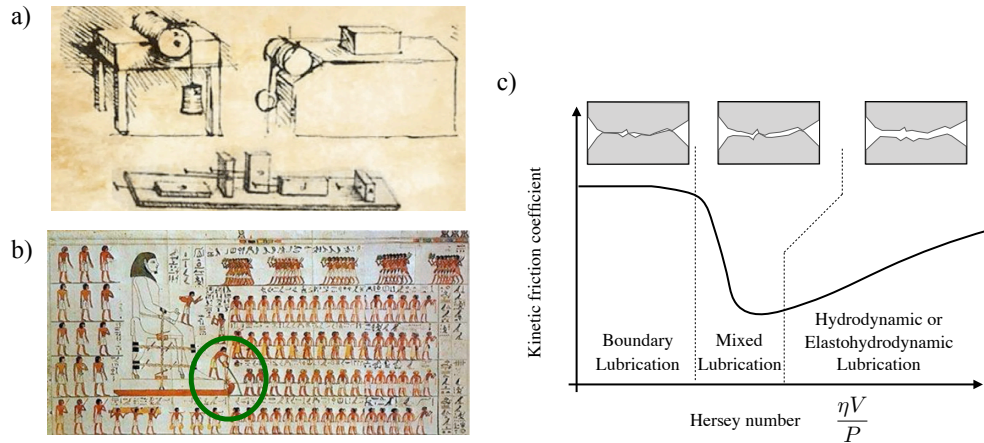 a)
b)
c)
Kinetic friction coefficient
Boundary
Lubrication
Mixed
Lubrication
Hydrodynamic or
Elastohydrodynamic
Lubrication
Hersey number ηV/P